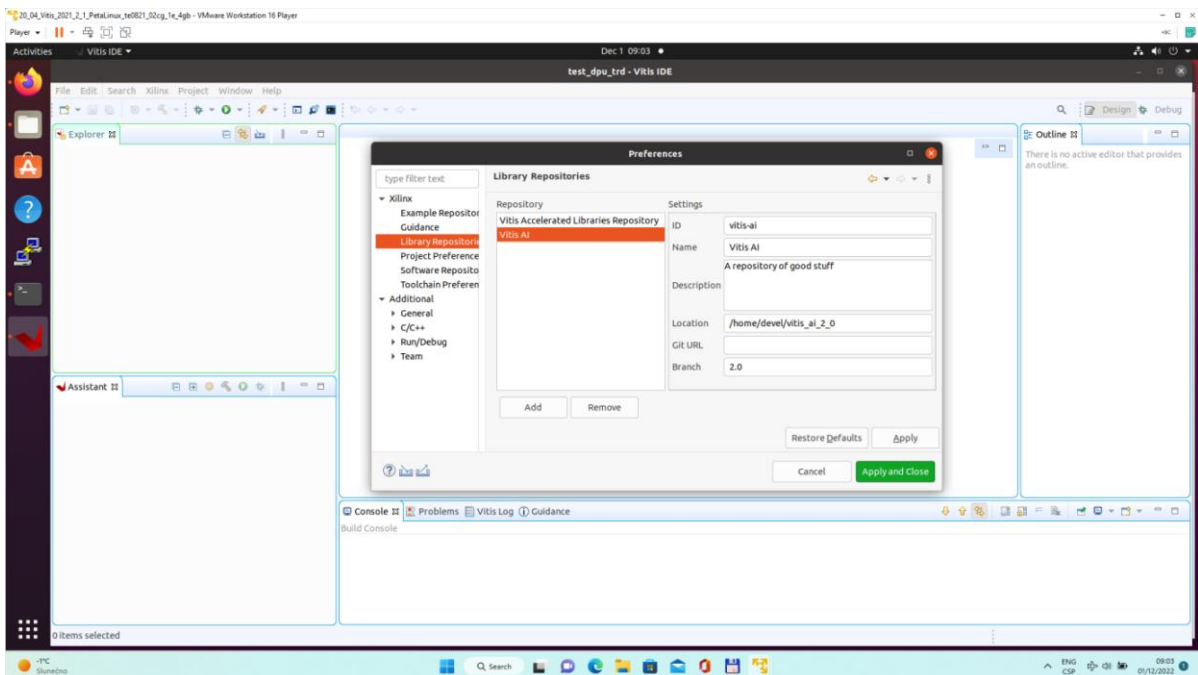 20_04_Vitis_2021_2_1_PetaLinux_te0821_02cg_1e_4gb - VMware Workstation 16 Player
Player
Activities Vitis IDE Dec 1 09:03
test_dpu_trd - Vitis IDE
File Edit Search Xilinx Project Window Help
Design Debug
Explorer
Outline
There is no active editor that provides
an outline.
Preferences
type filter text
Library Repositories
Xilinx
Example Repositor
Guidance
Library Repositori
Project Preference
Software Reposito
Toolchain Preferen
Additional
General
C/C++
Run/Debug
Team
Repository
Vitis Accelerated Libraries Repository
Vitis AI
Settings
ID vitis-ai
Name Vitis AI
Description A repository of good stuff
Location /home/devel/vitis_ai_2_0
Git URL
Branch 2.0
Add Remove
Restore Defaults Apply
Cancel Apply and Close
Assistant
Console Problems Vitis Log Guidance
Build Console
0 items selected
-1°C
Slunečno
Search
ENG
CSP
09:03
01/12/2022